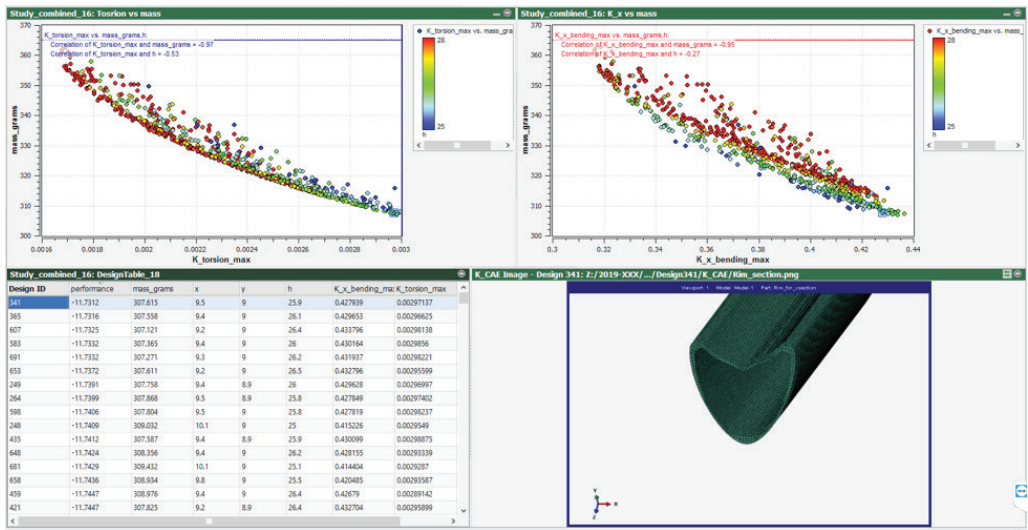 Study_combined_16: Tosrion vs mass
370
360
350
340
330
320
310
300
mass_grams
K_torsion_max vs. mass_grams,h:
Correlation of K_torsion_max and mass_grams = -0.97
Correlation of K_torsion_max and h = -0.53
0.0016 0.0018 0.002 0.0022 0.0024 0.0026 0.0028 0.003
K_torsion_max
K_torsion_max vs. mass_gra
28
25
h
Study_combined_16: K_x vs mass
370
360
350
340
330
320
310
300
mass_grams
K_x_bending_max vs. mass_grams,h:
Correlation of K_x_bending_max and mass_grams = -0.95
Correlation of K_x_bending_max and h = -0.27
0.3 0.32 0.34 0.36 0.38 0.4 0.42 0.44
K_x_bending_max
K_x_bending_max vs. mass_g
28
25
h
Study_combined_16: DesignTable_18
Design ID performance mass_grams x y h K_x_bending_max K_torsion_max
341 -11.7312 307.615 9.5 9 25.9 0.427939 0.00297137
365 -11.7316 307.558 9.4 9 26.1 0.429653 0.00296625
607 -11.7325 307.121 9.2 9 26.4 0.433796 0.00298138
583 -11.7332 307.365 9.4 9 26 0.430164 0.0029856
691 -11.7332 307.271 9.3 9 26.2 0.431937 0.00298221
653 -11.7372 307.611 9.2 9 26.5 0.432796 0.00295599
249 -11.7391 307.758 9.4 8.9 26 0.429628 0.00296997
264 -11.7399 307.868 9.5 8.9 25.8 0.427849 0.00297402
598 -11.7406 307.804 9.5 9 25.8 0.427819 0.00298237
248 -11.7409 309.032 10.1 9 25 0.415226 0.0029549
435 -11.7412 307.587 9.4 8.9 25.9 0.430099 0.00298875
648 -11.7424 308.356 9.4 9 26.2 0.428155 0.00293339
681 -11.7429 309.432 10.1 9 25.1 0.414404 0.0029287
658 -11.7436 308.934 9.8 9 25.5 0.420485 0.00293587
459 -11.7447 308.976 9.4 9 26.4 0.42679 0.00289142
421 -11.7447 307.825 9.2 8.9 26.4 0.432704 0.00295899
K_CAE Image - Design 341: Z:/2019-XXX/.../Design341/K_CAE/Rim_section.png
Viewport: 1 Model: Model-1 Part: Rim_for_csection
Y
X
Z